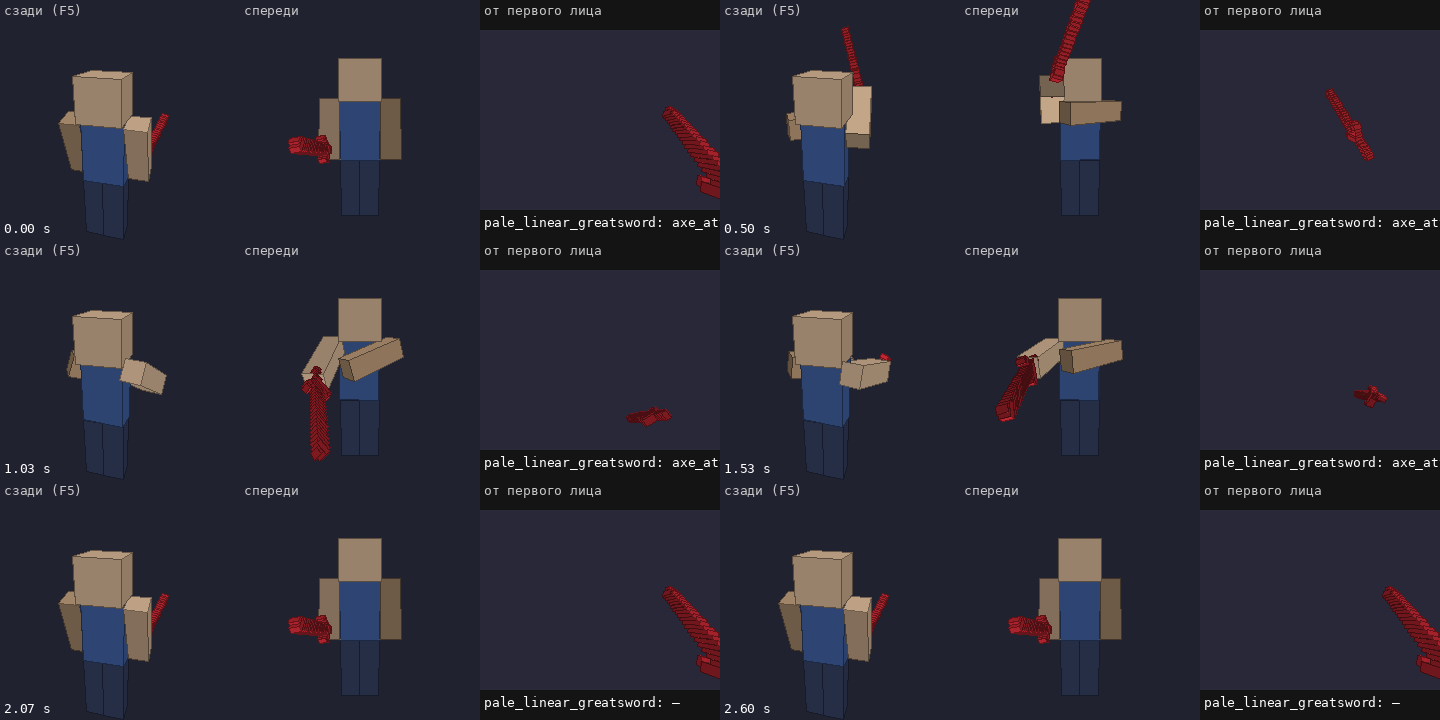 сзади (F5) спереди от первого лица сзади (F5) спереди от первого лица
0.00 s pale_linear_greatsword: axe_at 0.50 s pale_linear_greatsword: axe_at
сзади (F5) спереди от первого лица сзади (F5) спереди от первого лица
1.03 s pale_linear_greatsword: axe_at 1.53 s pale_linear_greatsword: axe_at
сзади (F5) спереди от первого лица сзади (F5) спереди от первого лица
2.07 s pale_linear_greatsword: — 2.60 s pale_linear_greatsword: —